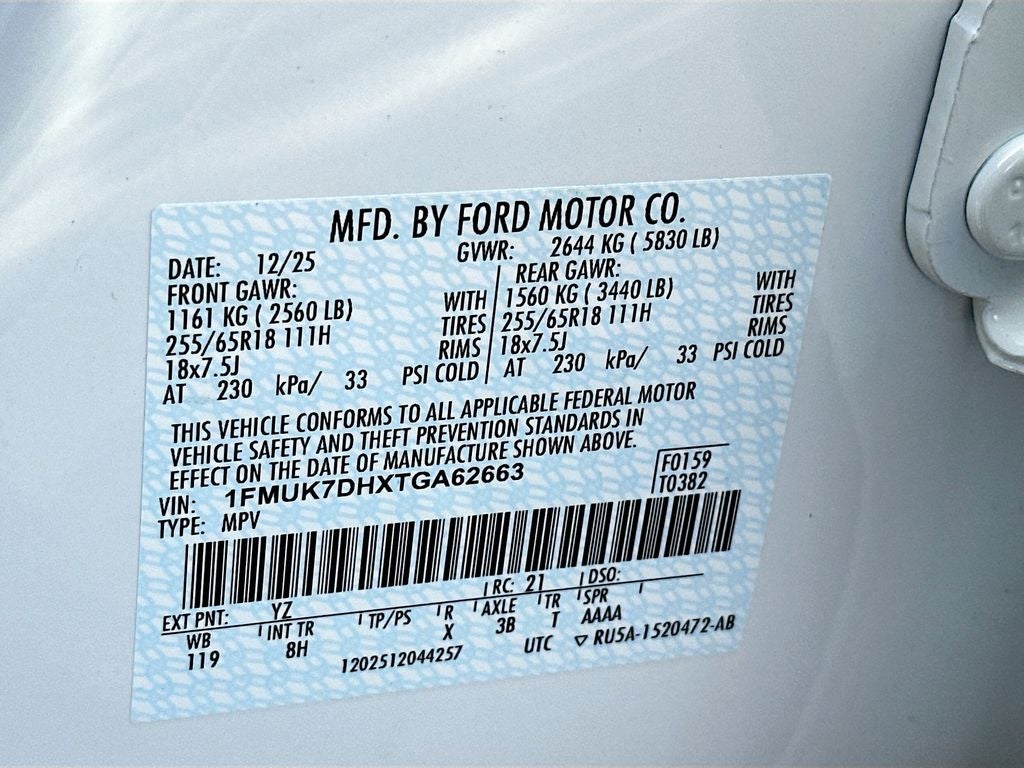 MFD. BY FORD MOTOR CO.
DATE: 12/25 GVWR: 2644 KG ( 5830 LB)
FRONT GAWR: REAR GAWR:
1161 KG ( 2560 LB) WITH 1560 KG ( 3440 LB) WITH
255/65R18 111H TIRES 255/65R18 111H TIRES
18x7.5J RIMS 18x7.5J RIMS
AT 230 kPa/ 33 PSI COLD AT 230 kPa/ 33 PSI COLD
THIS VEHICLE CONFORMS TO ALL APPLICABLE FEDERAL MOTOR
VEHICLE SAFETY AND THEFT PREVENTION STANDARDS IN
EFFECT ON THE DATE OF MANUFACTURE SHOWN ABOVE.
VIN: 1FMUK7DHXTGA62663 F0159
TYPE: MPV T0382
EXT PNT: YZ RC: 21 DSO:
WB INT TR TP/PS R AXLE TR SPR
119 8H X 3B T AAAA
1202512044257 UTC ▽ RU5A-1520472-AB